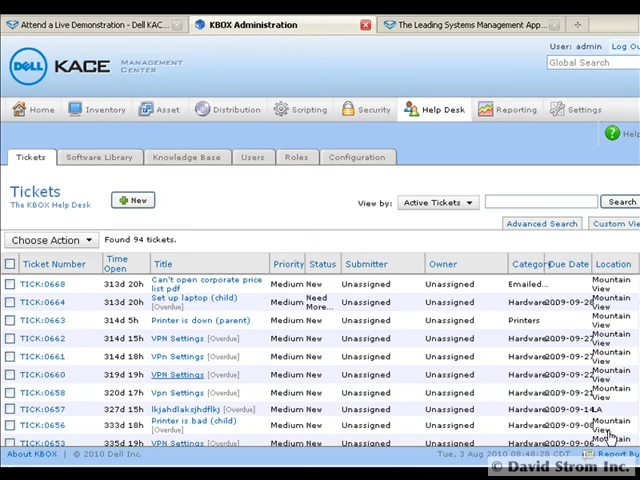 Attend a Live Demonstration - Dell KAC...
KBOX Administration
The Leading Systems Management App...
User: admin Log Ou
DELL KACE MANAGEMENT CENTER
Global Search
Home Inventory Asset Distribution Scripting Security Help Desk Reporting Settings
Help
Tickets Software Library Knowledge Base Users Roles Configuration
Tickets
The KBOX Help Desk
New
View by: Active Tickets Search
Advanced Search Custom Vie
Choose Action Found 94 tickets.
Ticket Number Time Open Title Priority Status Submitter Owner Category Due Date Location
TICK:0668 313d 20h Can't open corporate price list pdf Medium New Unassigned Unassigned Emailed... Mountain View
TICK:0664 313d 20h Set up laptop (child) [Overdue] Medium Need More... Unassigned Unassigned Hardware 2009-09-28 Mountain View
TICK:0663 314d 5h Printer is down (parent) Medium New Unassigned Unassigned Printers Mountain View
TICK:0662 314d 15h VPN Settings [Overdue] Medium New Unassigned Unassigned Hardware 2009-09-27 Mountain View
TICK:0661 314d 18h VPN Settings [Overdue] Medium New Unassigned Unassigned Hardware 2009-09-27 Mountain View
TICK:0660 319d 19h VPN Settings [Overdue] Medium New Unassigned Unassigned Hardware 2009-09-22 Mountain View
TICK:0658 320d 17h VPN Settings [Overdue] Medium New Unassigned Unassigned Hardware 2009-09-21 Mountain View
TICK:0657 327d 15h lkjahdlaksjhdflkj [Overdue] Medium New Unassigned Unassigned Hardware 2009-09-14 LA
TICK:0656 333d 18h Printer is bad (child) [Overdue] Medium New Unassigned Unassigned Hardware 2009-09-08 Mountain View
TICK:0653 335d 19h VPN Settings [Overdue] Medium New Unassigned Unassigned Hardware 2009-09-06 Mountain
About KBOX © 2010 Dell Inc. Tue, 3 Aug 2010 08:48:28 CDT Report Bu
© David Strom Inc.